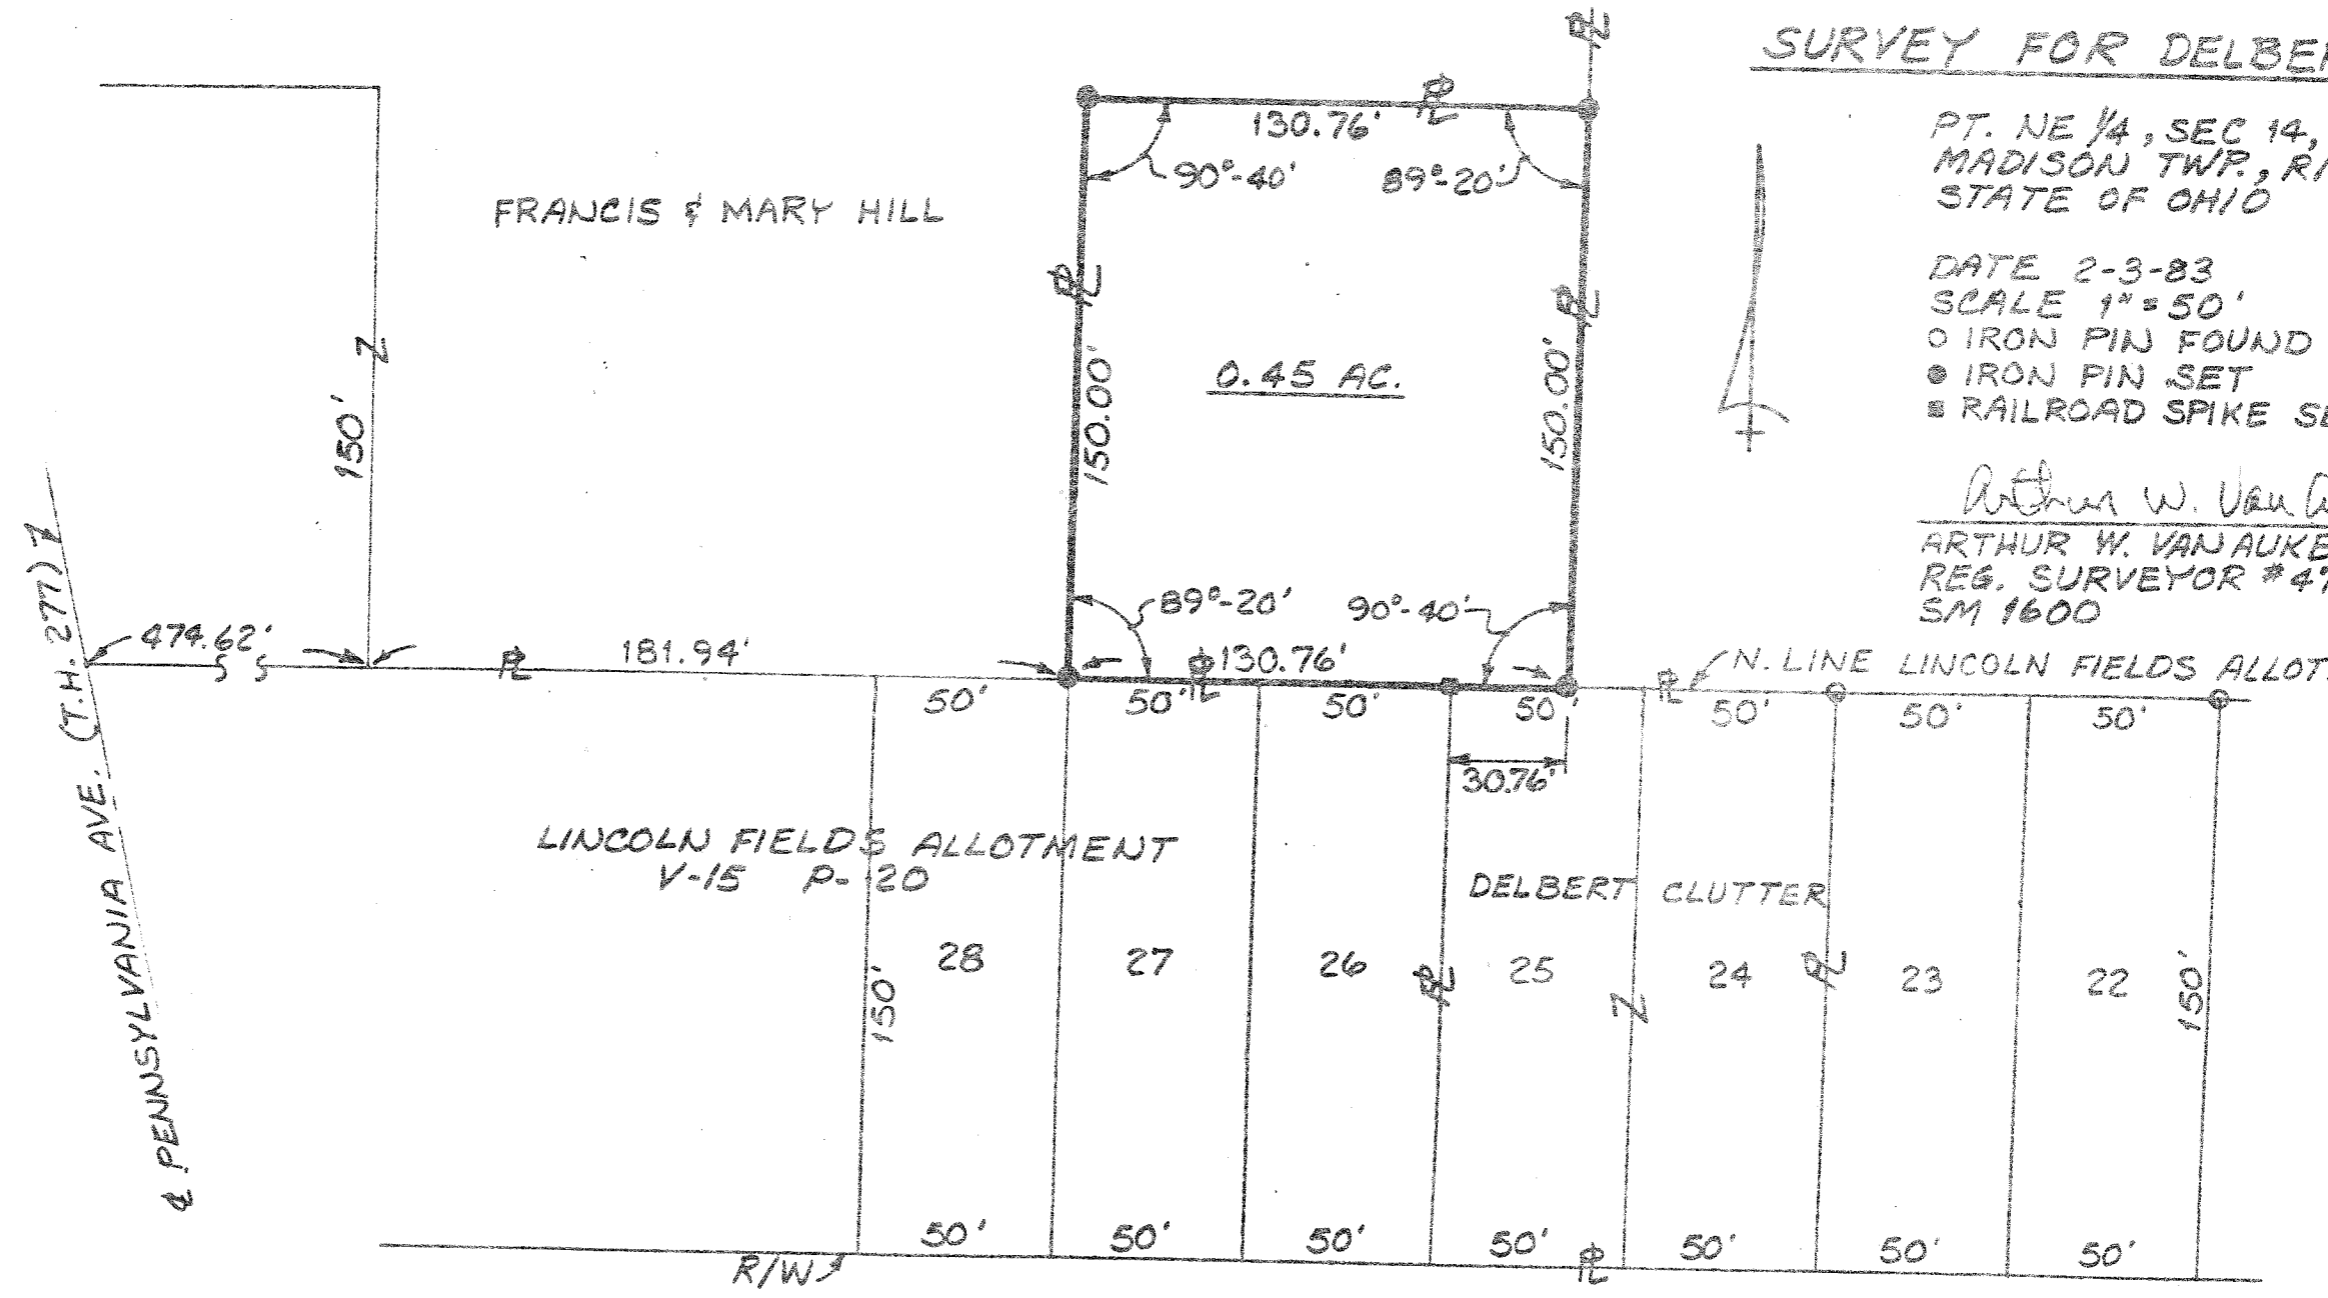 SURVEY FOR DELBE
PT. NE 1/4, SEC 14,
MADISON TWP., RI
STATE OF OHIO
DATE 2-3-83
SCALE 1" = 50'
○ IRON PIN FOUND
● IRON PIN SET
■ RAILROAD SPIKE SE
Arthur W. Van A
ARTHUR W. VAN AUKE
REG. SURVEYOR #47
SM 1600
130.76'
90°-40' 89°-20'
FRANCIS & MARY HILL
0.45 AC.
150'
150.00'
150.00'
89°-20' 90°-40'
474.62'
181.94'
130.76'
N. LINE LINCOLN FIELDS ALLOT.
50' 50' 50' 50' 50' 50' 50'
30.76'
℄ PENNSYLVANIA AVE. (T.H. 277)
LINCOLN FIELDS ALLOTMENT
V-15 P-20
DELBERT CLUTTER
28 27 26 25 24 23 22
150'
150'
50' 50' 50' 50' 50' 50' 50'
R/W